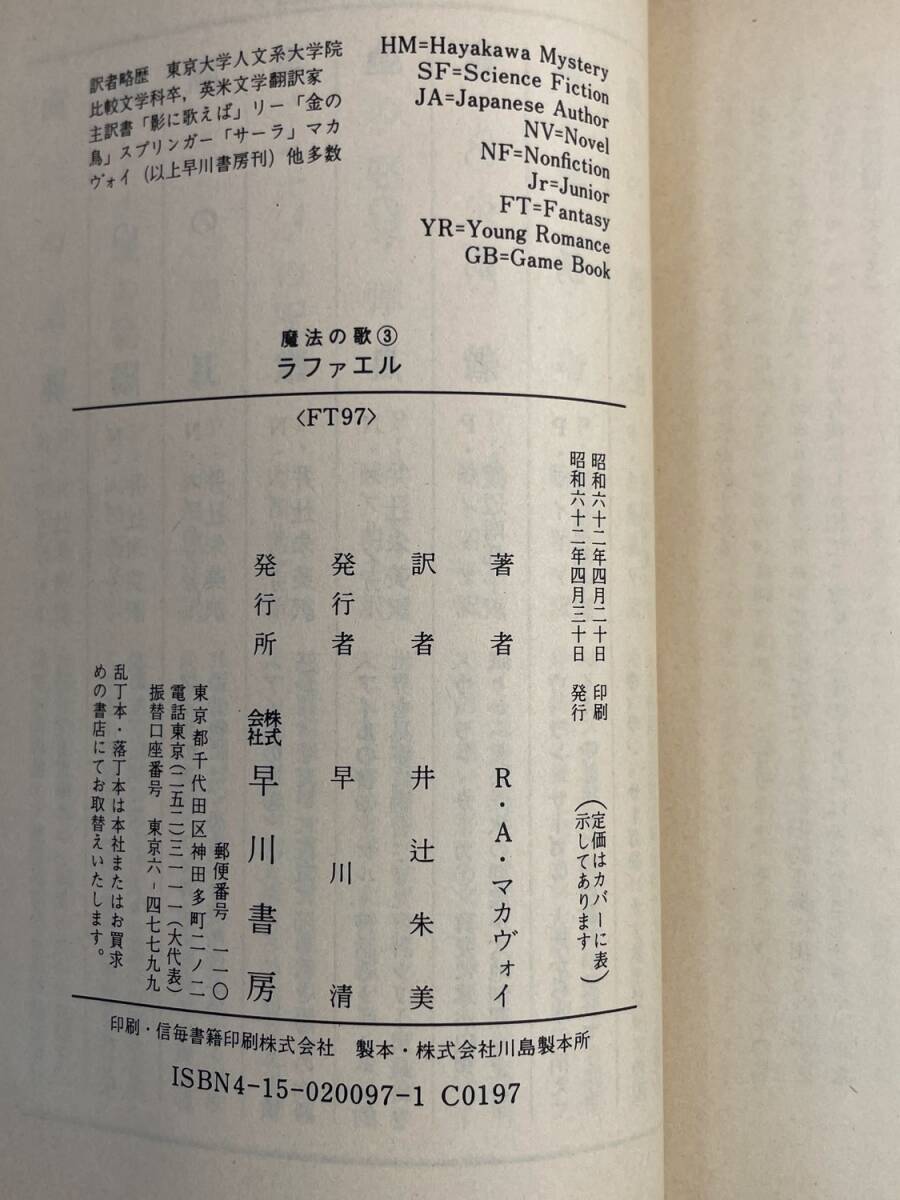 HM=Hayakawa Mystery
SF=Science Fiction
JA=Japanese Author
NV=Novel
NF=Nonfiction
Jr=Junior
FT=Fantasy
YR=Young Romance
GB=Game Book
訳者略歴 東京大学人文系大学院
比較文学科卒，英米文学翻訳家
主訳書「影に歌えば」リー「金の
鳥」スプリンガー「サーラ」マカ
ヴォイ（以上早川書房刊）他多数
魔法の歌③
ラファエル
〈FT97〉
昭和六十二年四月二十日 印刷
昭和六十二年四月三十日 発行
（定価はカバーに表
示してあります）
著者 R・A・マカヴォイ
訳者 井辻朱美
発行者 早川清
発行所 株式会社 早川書房
郵便番号 一一〇
東京都千代田区神田多町二ノ二
電話東京(二五二)三一一一(大代表)
振替口座番号 東京六-四七七九九
乱丁本・落丁本は本社またはお買求
めの書店にてお取替えいたします。
印刷・信毎書籍印刷株式会社 製本・株式会社川島製本所
ISBN4-15-020097-1 C0197